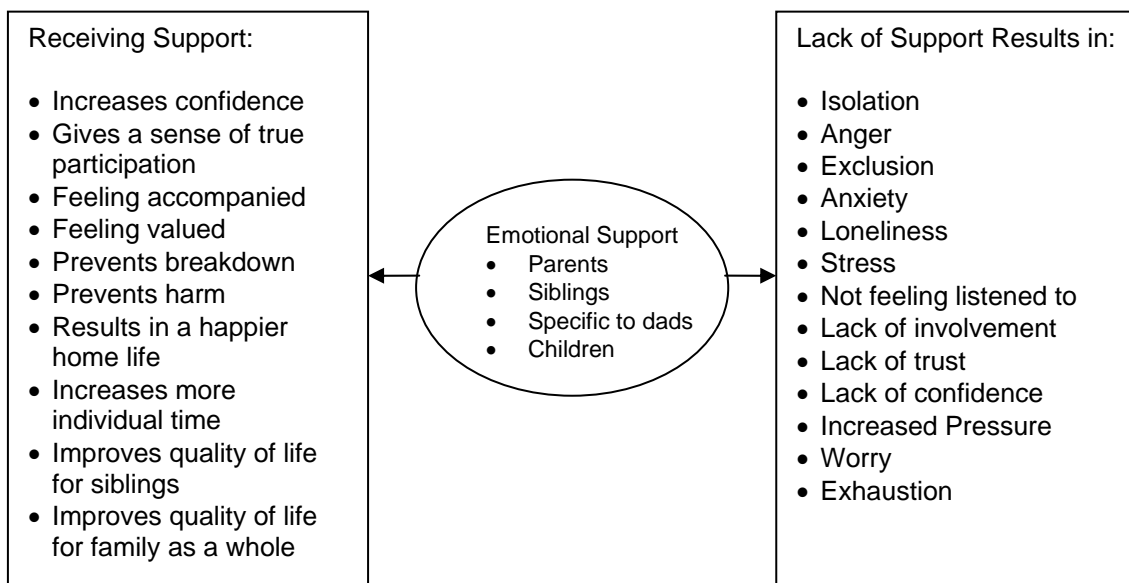 Receiving Support:
• Increases confidence
• Gives a sense of true
participation
• Feeling accompanied
• Feeling valued
• Prevents breakdown
• Prevents harm
• Results in a happier
home life
• Increases more
individual time
• Improves quality of life
for siblings
• Improves quality of life
for family as a whole
Emotional Support
• Parents
• Siblings
• Specific to dads
• Children
Lack of Support Results in:
• Isolation
• Anger
• Exclusion
• Anxiety
• Loneliness
• Stress
• Not feeling listened to
• Lack of involvement
• Lack of trust
• Lack of confidence
• Increased Pressure
• Worry
• Exhaustion